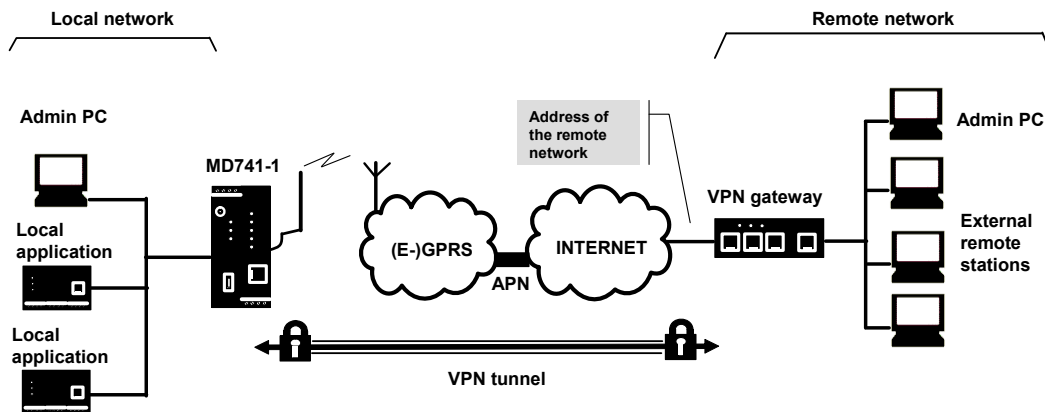 Local network
Remote network
Admin PC
MD741-1
Address of
the remote
network
Admin PC
VPN gateway
Local
application
(E-)GPRS
INTERNET
External
remote
stations
APN
Local
application
VPN tunnel